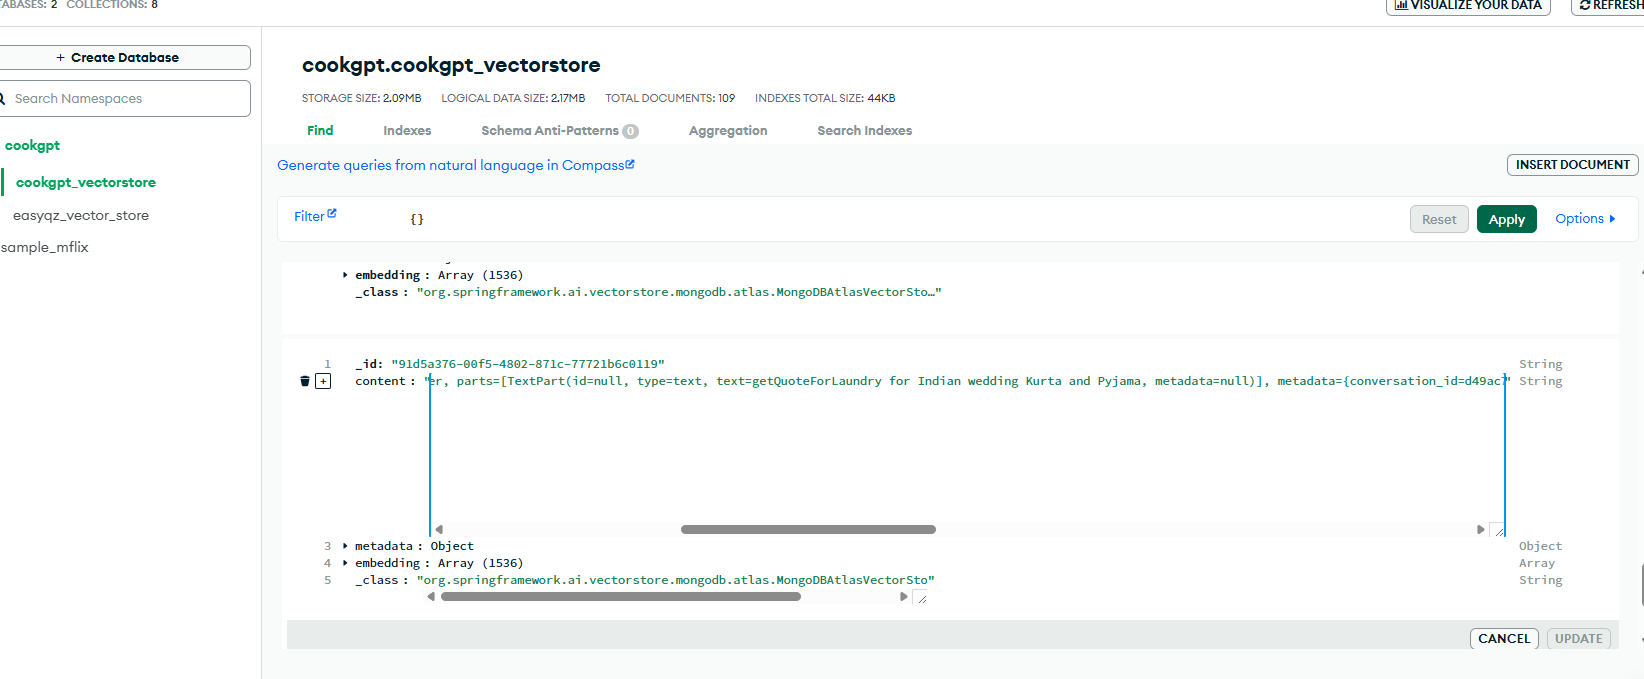 TABASES: 2 COLLECTIONS: 8
VISUALIZE YOUR DATA
REFRESH
+ Create Database
Search Namespaces
cookgpt
cookgpt_vectorstore
easyqz_vector_store
sample_mflix
cookgpt.cookgpt_vectorstore
STORAGE SIZE: 2.09MB LOGICAL DATA SIZE: 2.17MB TOTAL DOCUMENTS: 109 INDEXES TOTAL SIZE: 44KB
Find Indexes Schema Anti-Patterns 0 Aggregation Search Indexes
Generate queries from natural language in Compass
INSERT DOCUMENT
Filter {} Reset Apply Options
embedding: Array (1536)
_class: "org.springframework.ai.vectorstore.mongodb.atlas.MongoDBAtlasVectorSto…"
1 _id: "91d5a376-00f5-4802-871c-77721b6c0119" String
content: "er, parts=[TextPart(id=null, type=text, text=getQuoteForLaundry for Indian wedding Kurta and Pyjama, metadata=null)], metadata={conversation_id=d49ac7" String
3 metadata: Object Object
4 embedding: Array (1536) Array
5 _class: "org.springframework.ai.vectorstore.mongodb.atlas.MongoDBAtlasVectorSto" String
CANCEL UPDATE